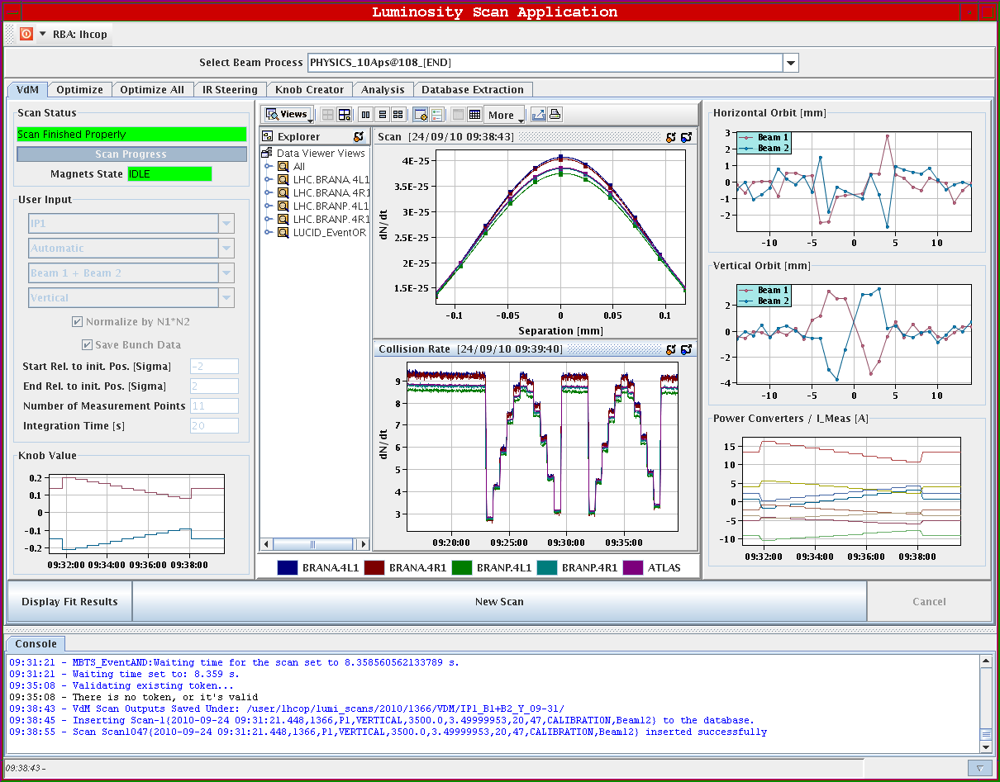 Luminosity Scan Application
RBA: lhcop
Select Beam Process PHYSICS_10Aps@108_[END]
VdM Optimize Optimize All IR Steering Knob Creator Analysis Database Extraction
Scan Status
Scan Finished Properly
Scan Progress
Magnets State IDLE
User Input
IP1
Automatic
Beam 1 + Beam 2
Vertical
Normalize by N1*N2
Save Bunch Data
Start Rel. to init. Pos. [Sigma] -2
End Rel. to init. Pos. [Sigma] 2
Number of Measurement Points 11
Integration Time [s] 20
Knob Value
0.2
0.1
0
-0.1
-0.2
09:32:00 09:34:00 09:36:00 09:38:00
Views More
Explorer
Data Viewer Views
All
LHC.BRANA.4L1
LHC.BRANA.4R1
LHC.BRANP.4L1
LHC.BRANP.4R1
LUCID_EventOR
Scan [24/09/10 09:38:43]
dN/dt
4E-25
3.5E-25
3E-25
2.5E-25
2E-25
1.5E-25
-0.1 -0.05 0 0.05 0.1
Separation [mm]
Collision Rate [24/09/10 09:39:40]
dN/dt
9
8
7
6
5
4
3
09:20:00 09:25:00 09:30:00 09:35:00
BRANA.4L1 BRANA.4R1 BRANP.4L1 BRANP.4R1 ATLAS
Horizontal Orbit [mm]
Beam 1
Beam 2
3
2
1
0
-1
-2
-10 -5 0 5 10
Vertical Orbit [mm]
Beam 1
Beam 2
2
0
-2
-4
-10 -5 0 5 10
Power Converters / I_Meas [A]
15
10
5
0
-5
-10
09:32:00 09:34:00 09:36:00 09:38:00
Display Fit Results New Scan Cancel
Console
09:31:21 - MBTS_EventAND:Waiting time for the scan set to 8.358560562133789 s.
09:31:21 - Waiting time set to: 8.359 s.
09:35:08 - Validating existing token...
09:35:08 - There is no token, or it's valid
09:38:43 - VdM Scan Outputs Saved Under: /user/lhcop/lumi_scans/2010/1366/VDM/IP1_B1+B2_Y_09-31/
09:38:45 - Inserting Scan-1{2010-09-24 09:31:21.448,1366,P1,VERTICAL,3500.0,3.49999953,20,47,CALIBRATION,Beam12} to the database.
09:38:55 - Scan Scan1047{2010-09-24 09:31:21.448,1366,P1,VERTICAL,3500.0,3.49999953,20,47,CALIBRATION,Beam12} inserted successfully
09:38:43 -